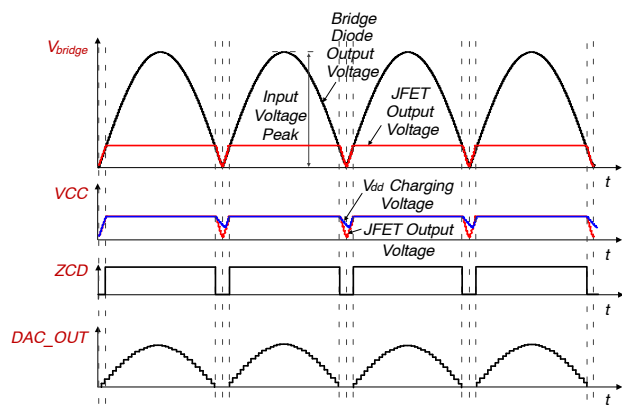 Vbridge
Bridge
Diode
Output
Voltage
Input
Voltage
Peak
JFET
Output
Voltage
t
VCC
Vdd Charging
Voltage
JFET Output
Voltage
t
ZCD
t
DAC_OUT
t